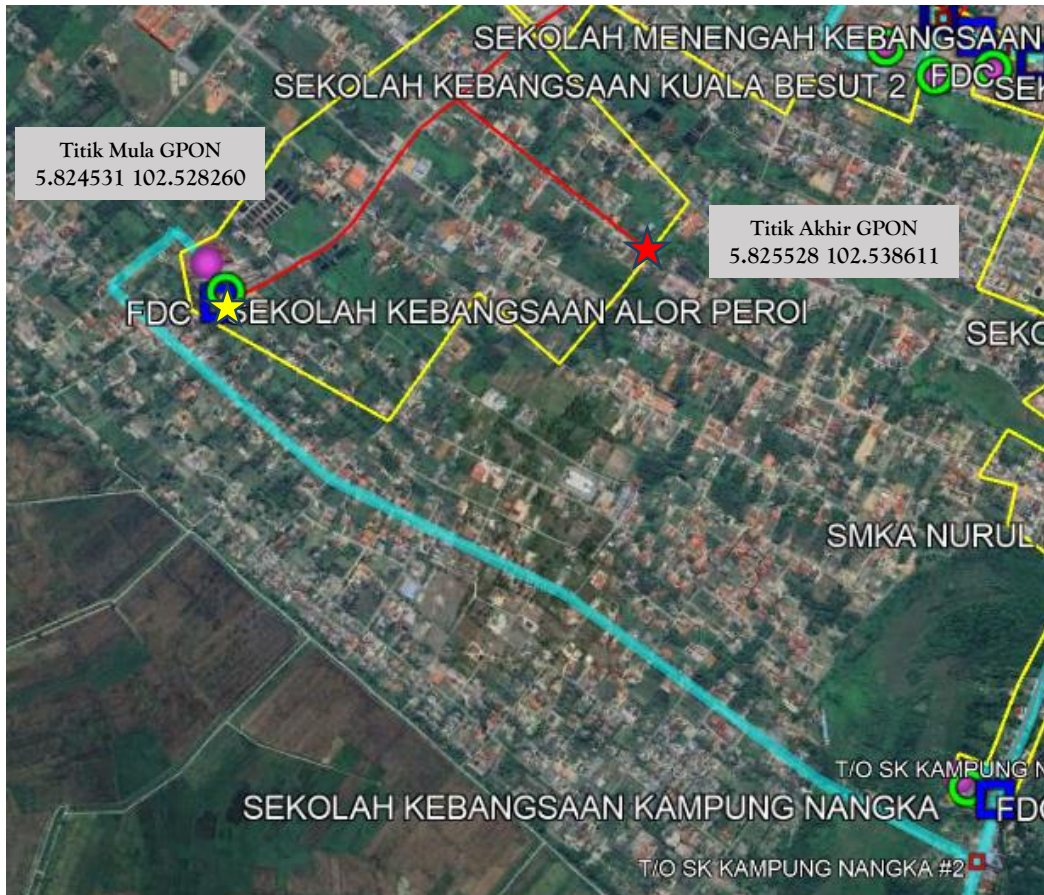 SEKOLAH MENENGAH KEBANGSAAN
SEKOLAH KEBANGSAAN KUALA BESUT 2
FDC
SEK
Titik Mula GPON
5.824531 102.528260
Titik Akhir GPON
5.825528 102.538611
FDC
SEKOLAH KEBANGSAAN ALOR PEROI
SEKO
SMKA NURUL
T/O SK KAMPUNG N
SEKOLAH KEBANGSAAN KAMPUNG NANGKA
FDC
T/O SK KAMPUNG NANGKA #2